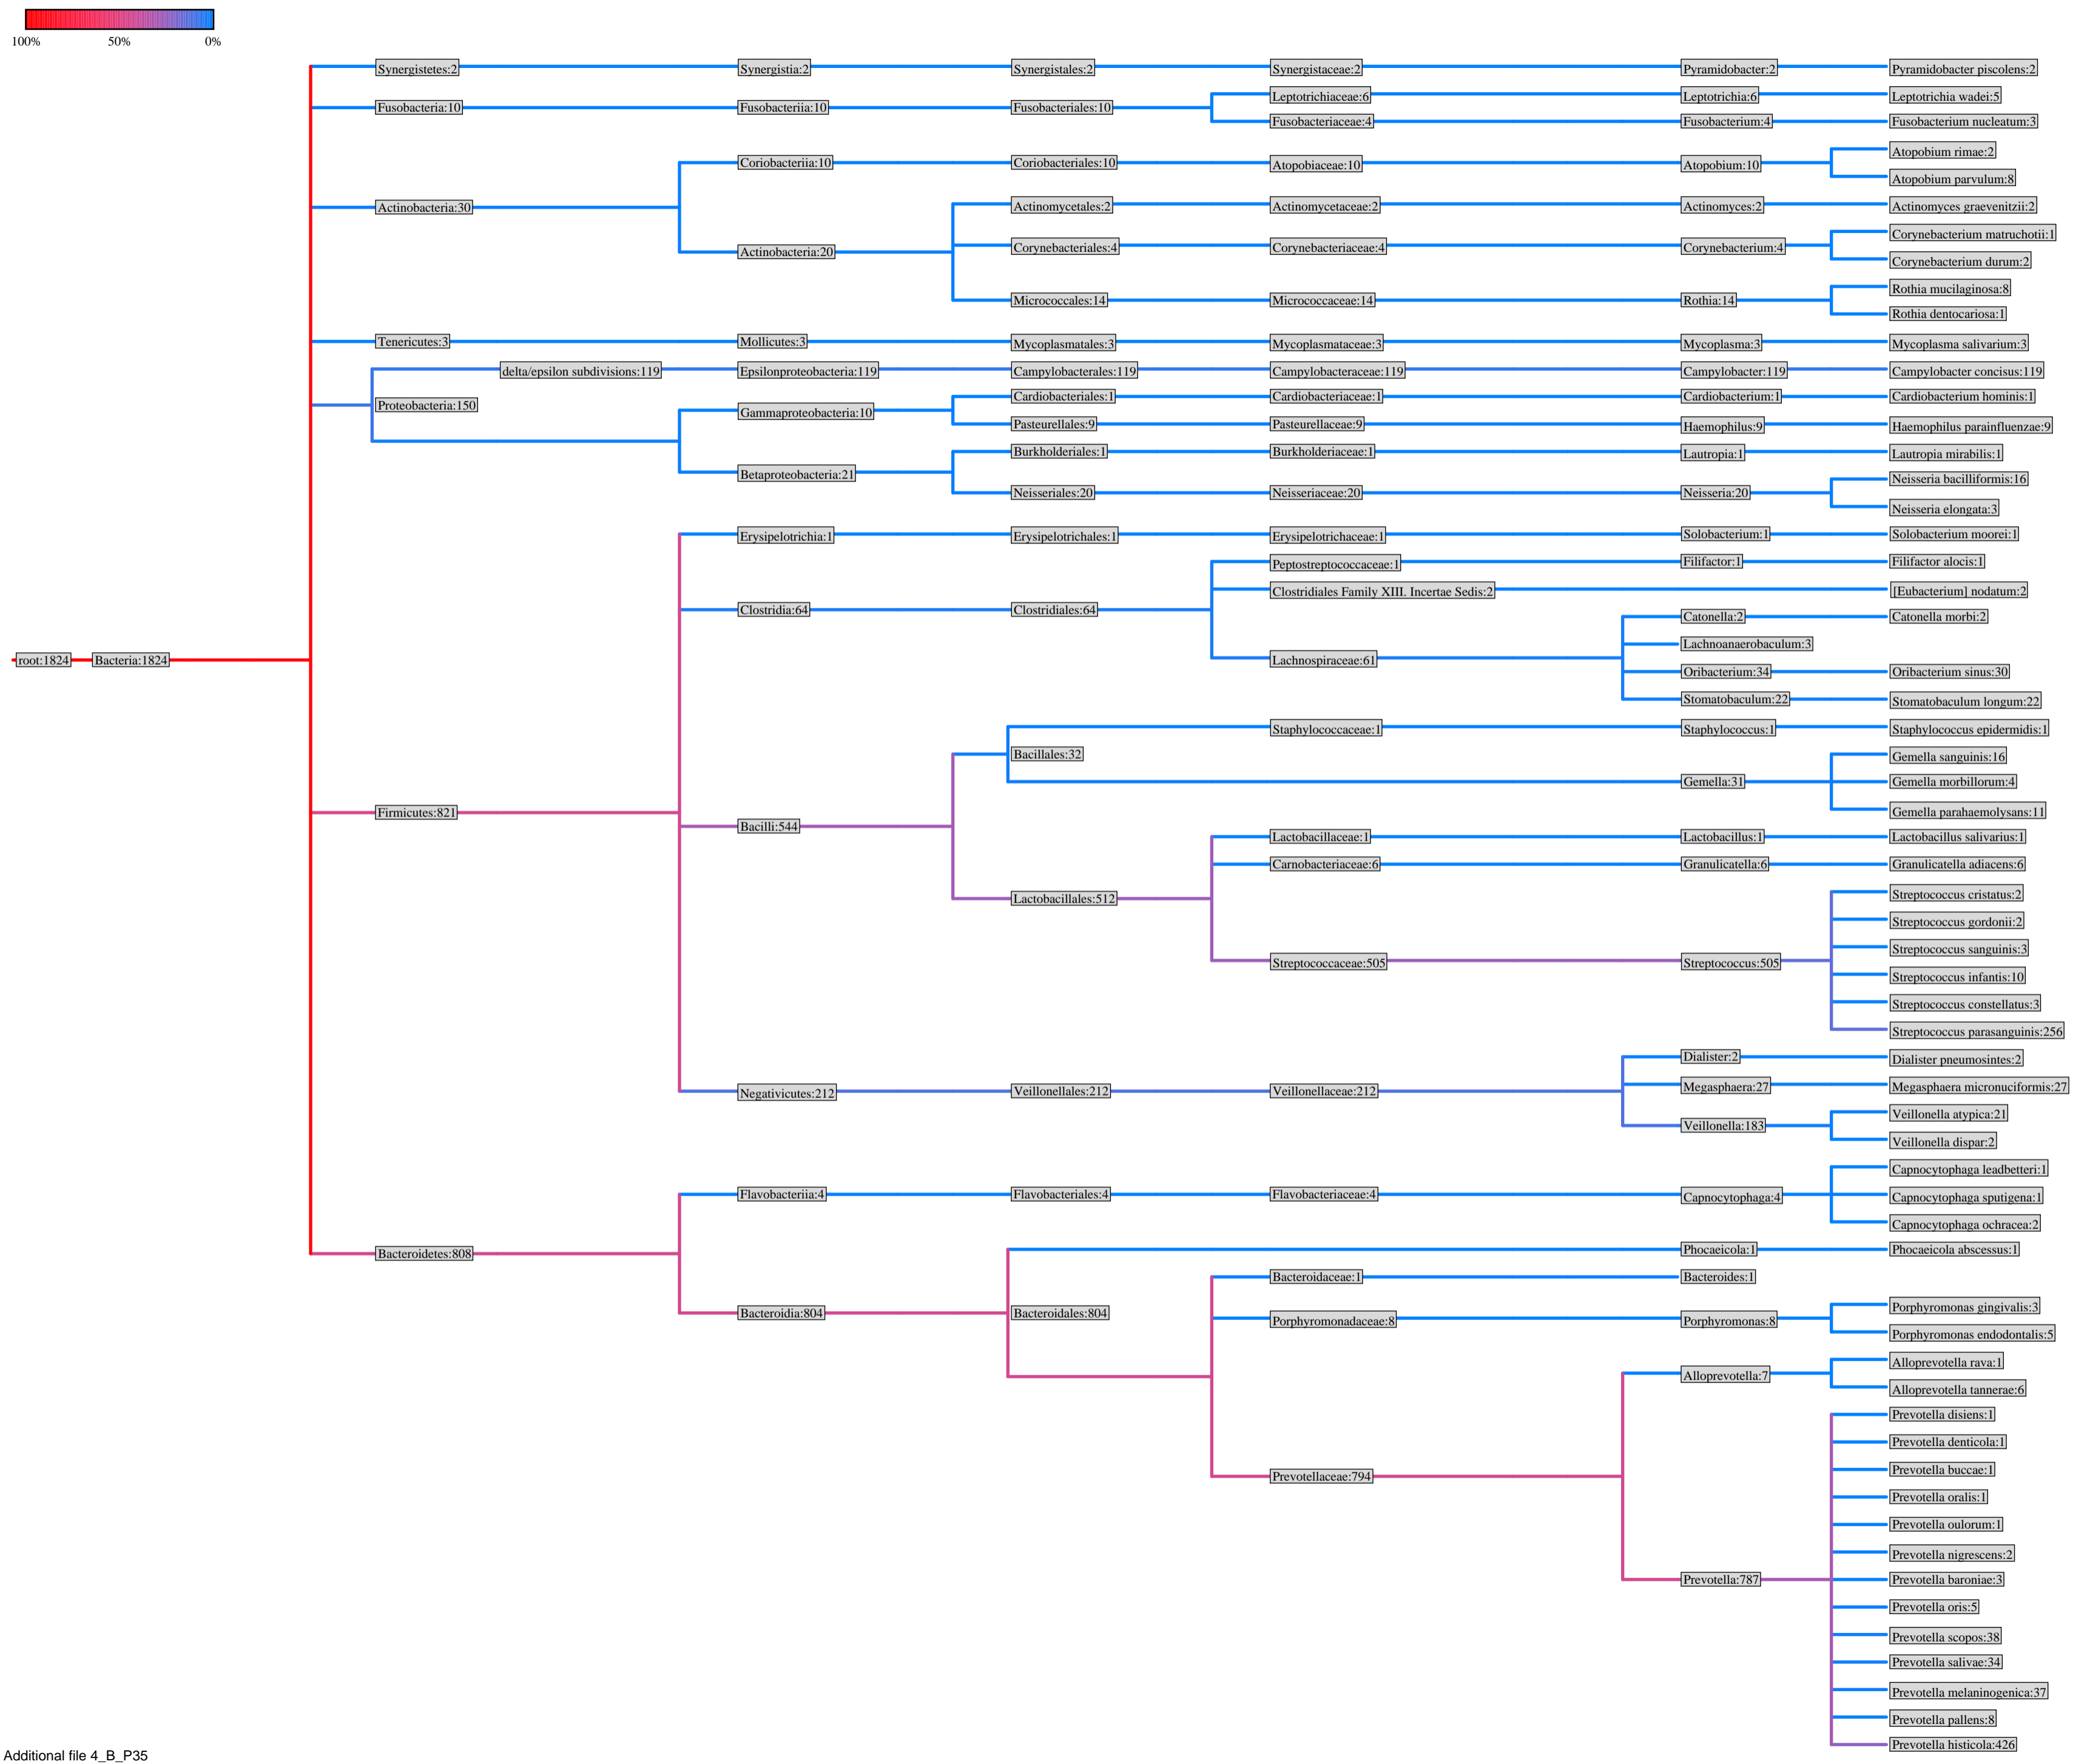 100% 50% 0%
Synergistetes:2 Synergistia:2 Synergistales:2 Synergistaceae:2 Pyramidobacter:2 Pyramidobacter piscolens:2
Leptotrichiaceae:6 Leptotrichia:6 Leptotrichia wadei:5
Fusobacteria:10 Fusobacteriia:10 Fusobacteriales:10
Fusobacteriaceae:4 Fusobacterium:4 Fusobacterium nucleatum:3
Atopobium rimae:2
Coriobacteriia:10 Coriobacteriales:10 Atopobiaceae:10 Atopobium:10
Atopobium parvulum:8
Actinobacteria:30 Actinomycetales:2 Actinomycetaceae:2 Actinomyces:2 Actinomyces graevenitzii:2
Corynebacterium matruchotii:1
Actinobacteria:20 Corynebacteriales:4 Corynebacteriaceae:4 Corynebacterium:4
Corynebacterium durum:2
Rothia mucilaginosa:8
Micrococcales:14 Micrococcaceae:14 Rothia:14
Rothia dentocariosa:1
Tenericutes:3 Mollicutes:3 Mycoplasmatales:3 Mycoplasmataceae:3 Mycoplasma:3 Mycoplasma salivarium:3
delta/epsilon subdivisions:119 Epsilonproteobacteria:119 Campylobacterales:119 Campylobacteraceae:119 Campylobacter:119 Campylobacter concisus:119
Proteobacteria:150 Cardiobacteriales:1 Cardiobacteriaceae:1 Cardiobacterium:1 Cardiobacterium hominis:1
Gammaproteobacteria:10
Pasteurellales:9 Pasteurellaceae:9 Haemophilus:9 Haemophilus parainfluenzae:9
Burkholderiales:1 Burkholderiaceae:1 Lautropia:1 Lautropia mirabilis:1
Betaproteobacteria:21 Neisseria bacilliformis:16
Neisseriales:20 Neisseriaceae:20 Neisseria:20
Neisseria elongata:3
Erysipelotrichia:1 Erysipelotrichales:1 Erysipelotrichaceae:1 Solobacterium:1 Solobacterium moorei:1
Peptostreptococcaceae:1 Filifactor:1 Filifactor alocis:1
Clostridiales Family XIII. Incertae Sedis:2 [Eubacterium] nodatum:2
Clostridia:64 Clostridiales:64 Catonella:2 Catonella morbi:2
Lachnoanaerobaculum:3
root:1824 Bacteria:1824 Lachnospiraceae:61
Oribacterium:34 Oribacterium sinus:30
Stomatobaculum:22 Stomatobaculum longum:22
Staphylococcaceae:1 Staphylococcus:1 Staphylococcus epidermidis:1
Bacillales:32 Gemella sanguinis:16
Gemella:31 Gemella morbillorum:4
Firmicutes:821 Gemella parahaemolysans:11
Bacilli:544 Lactobacillaceae:1 Lactobacillus:1 Lactobacillus salivarius:1
Carnobacteriaceae:6 Granulicatella:6 Granulicatella adiacens:6
Lactobacillales:512 Streptococcus cristatus:2
Streptococcus gordonii:2
Streptococcus sanguinis:3
Streptococcaceae:505 Streptococcus:505
Streptococcus infantis:10
Streptococcus constellatus:3
Streptococcus parasanguinis:256
Dialister:2 Dialister pneumosintes:2
Negativicutes:212 Veillonellales:212 Veillonellaceae:212 Megasphaera:27 Megasphaera micronuciformis:27
Veillonella atypica:21
Veillonella:183
Veillonella dispar:2
Capnocytophaga leadbetteri:1
Flavobacteriia:4 Flavobacteriales:4 Flavobacteriaceae:4 Capnocytophaga:4 Capnocytophaga sputigena:1
Capnocytophaga ochracea:2
Bacteroidetes:808 Phocaeicola:1 Phocaeicola abscessus:1
Bacteroidaceae:1 Bacteroides:1
Bacteroidia:804 Bacteroidales:804 Porphyromonas gingivalis:3
Porphyromonadaceae:8 Porphyromonas:8
Porphyromonas endodontalis:5
Alloprevotella rava:1
Alloprevotella:7
Alloprevotella tannerae:6
Prevotella disiens:1
Prevotella denticola:1
Prevotella buccae:1
Prevotellaceae:794
Prevotella oralis:1
Prevotella oulorum:1
Prevotella nigrescens:2
Prevotella:787 Prevotella baroniae:3
Prevotella oris:5
Prevotella scopos:38
Prevotella salivae:34
Prevotella melaninogenica:37
Prevotella pallens:8
Prevotella histicola:426
Additional file 4_B_P35